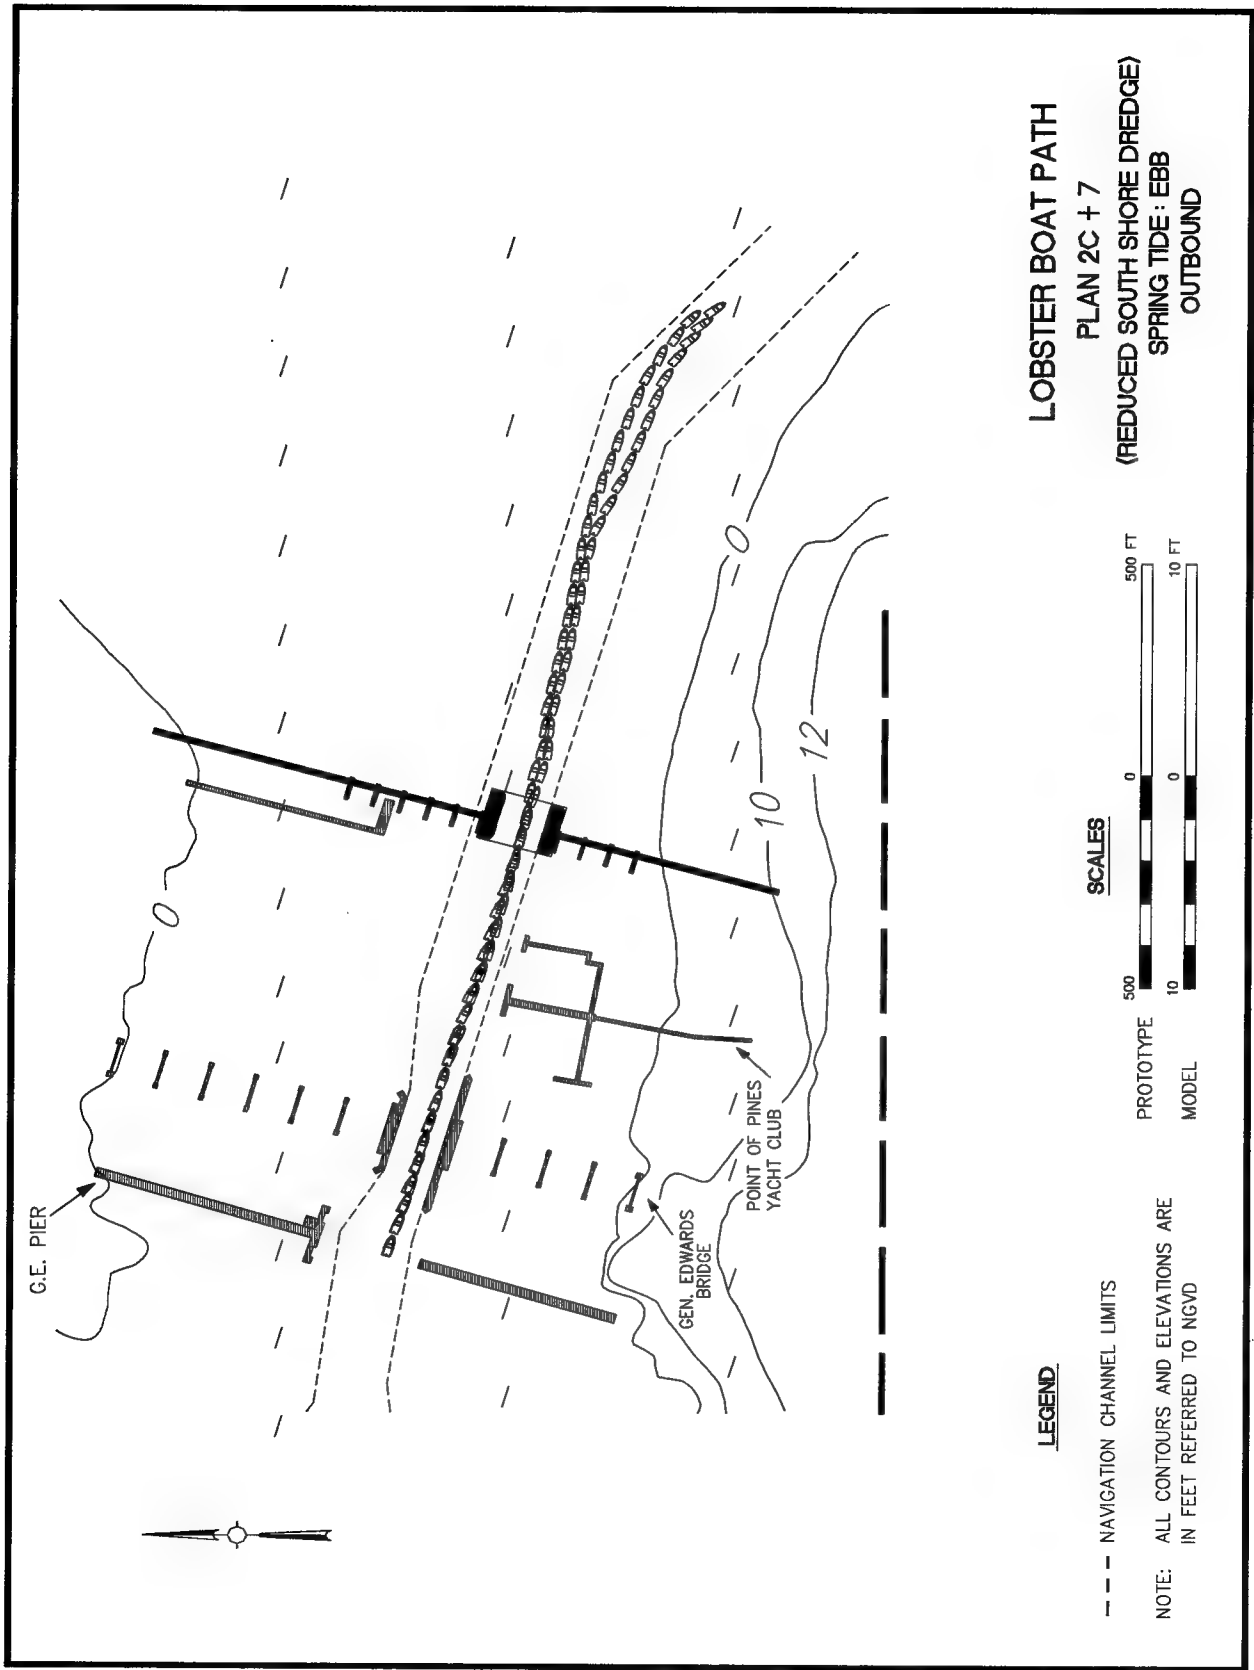 G.E. PIER
0
0
10
12
POINT OF PINES
YACHT CLUB
GEN. EDWARDS
BRIDGE
LEGEND
--- NAVIGATION CHANNEL LIMITS
NOTE: ALL CONTOURS AND ELEVATIONS ARE
IN FEET REFERRED TO NGVD
SCALES
PROTOTYPE 500 0 500 FT
MODEL 10 0 10 FT
LOBSTER BOAT PATH
PLAN 2C + 7
(REDUCED SOUTH SHORE DREDGE)
SPRING TIDE: EBB
OUTBOUND